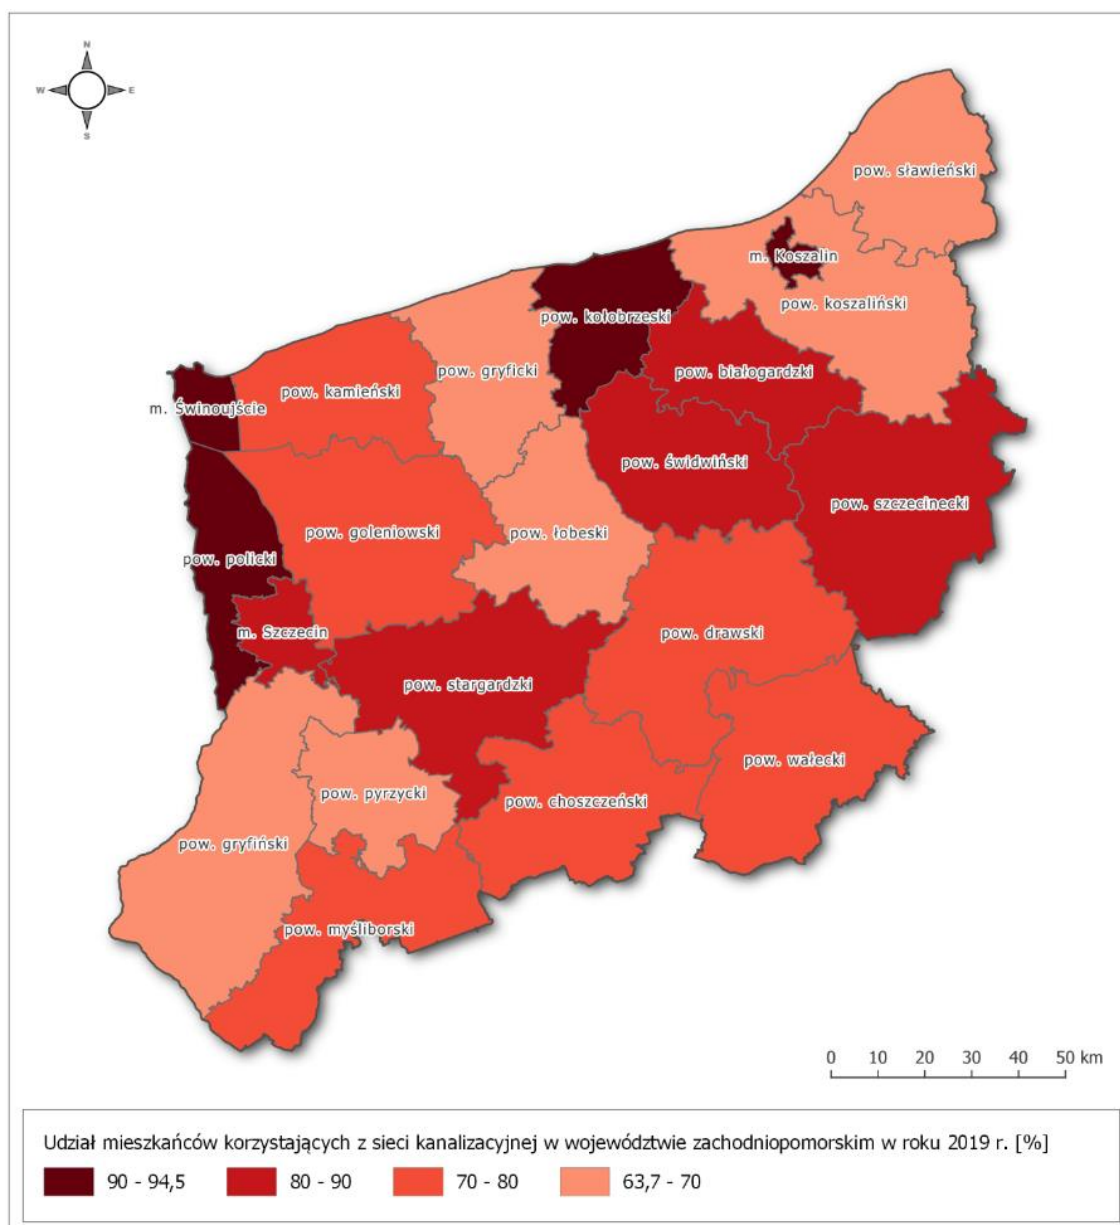 N
W E
S
pow. sławieński
m. Koszalin
pow. koszaliński
pow. kołobrzeski
pow. gryficki
pow. białogardzki
pow. kamieński
m. Świnoujście
pow. świdwiński
pow. szczecinecki
pow. goleniowski
pow. łobeski
pow. policki
m. Szczecin
pow. drawski
pow. stargardzki
pow. wałecki
pow. pyrzycki
pow. choszczeński
pow. gryfiński
pow. myśliborski
0 10 20 30 40 50 km
Udział mieszkańców korzystających z sieci kanalizacyjnej w województwie zachodniopomorskim w roku 2019 r. [%]
90 - 94,5 80 - 90 70 - 80 63,7 - 70